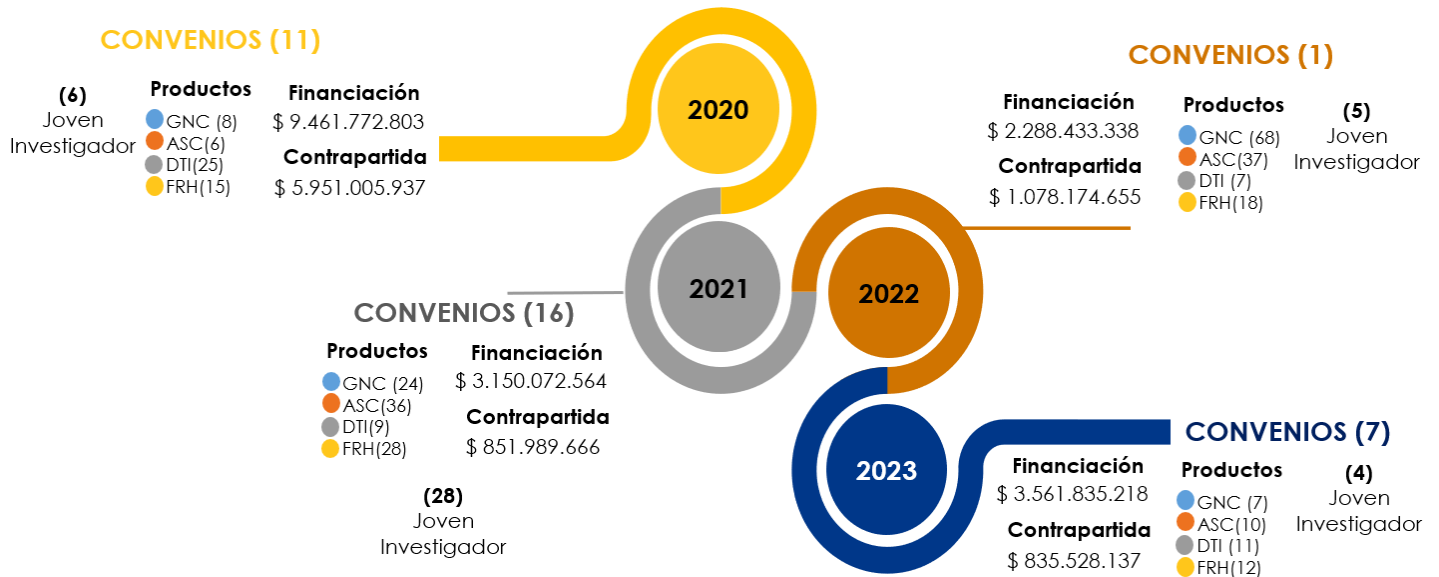 CONVENIOS (11)
(6)
Joven
Investigador
Productos
GNC (8)
ASC(6)
DTI(25)
FRH(15)
Financiación
$ 9.461.772.803
Contrapartida
$ 5.951.005.937
2020
CONVENIOS (1)
Financiación
$ 2.288.433.338
Contrapartida
$ 1.078.174.655
Productos
GNC (68)
ASC(37)
DTI (7)
FRH(18)
(5)
Joven
Investigador
2021
2022
CONVENIOS (16)
Productos
GNC (24)
ASC(36)
DTI(9)
FRH(28)
Financiación
$ 3.150.072.564
Contrapartida
$ 851.989.666
(28)
Joven
Investigador
2023
CONVENIOS (7)
Financiación
$ 3.561.835.218
Contrapartida
$ 835.528.137
Productos
GNC (7)
ASC(10)
DTI (11)
FRH(12)
(4)
Joven
Investigador